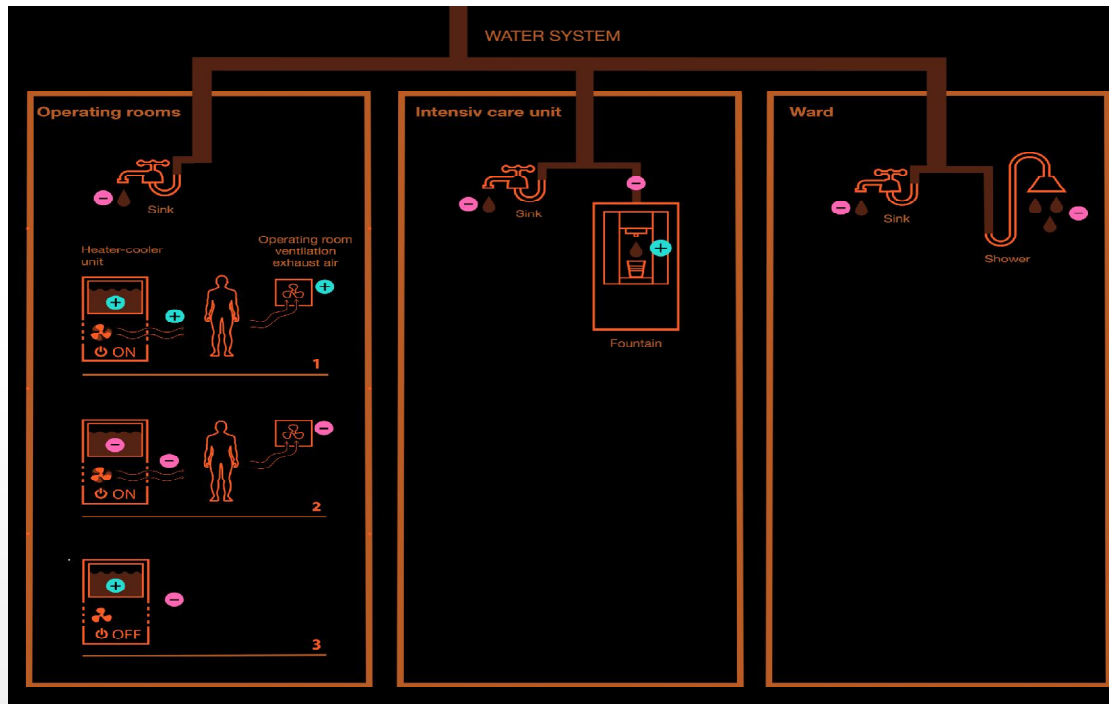 WATER SYSTEM
Operating rooms
Intensiv care unit
Ward
Sink
Sink
Sink
Shower
Heater-cooler
unit
Operating room
ventilation
exhaust air
+
+
+
ON
1
Fountain
+
-
-
-
-
-
-
ON
2
-
-
-
+
-
OFF
3